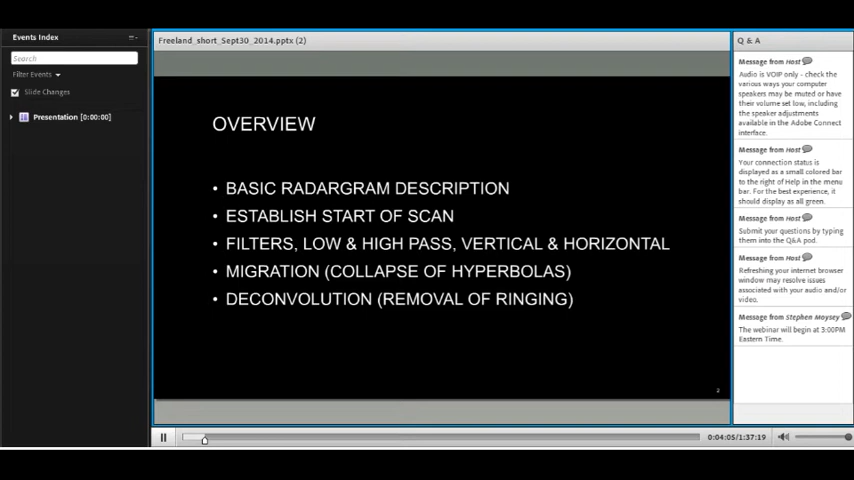 Events Index
Search
Filter Events
Slide Changes
Presentation [0:00:00]
Freeland_short_Sept30_2014.pptx (2)
OVERVIEW
• BASIC RADARGRAM DESCRIPTION
• ESTABLISH START OF SCAN
• FILTERS, LOW & HIGH PASS, VERTICAL & HORIZONTAL
• MIGRATION (COLLAPSE OF HYPERBOLAS)
• DECONVOLUTION (REMOVAL OF RINGING)
2
0:04:05/1:37:19
Q & A
Message from Host
Audio is VOIP only - check the
various ways your computer
speakers may be muted or have
their volume set low, including
the speaker adjustments
available in the Adobe Connect
interface.
Message from Host
Your connection status is
displayed as a small colored bar
to the right of Help in the menu
bar. For the best experience, it
should display as all green.
Message from Host
Submit your questions by typing
them into the Q&A pod.
Message from Host
Refreshing your internet browser
window may resolve issues
associated with your audio and/or
video.
Message from Stephen Moysey
The webinar will begin at 3:00PM
Eastern Time.